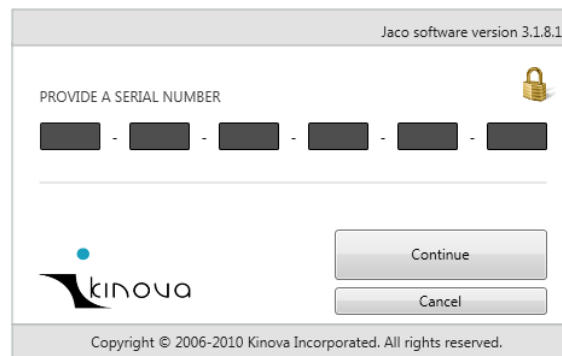 Jaco software version 3.1.8.1
PROVIDE A SERIAL NUMBER
- - - - -
kinova
Continue
Cancel
Copyright © 2006-2010 Kinova Incorporated. All rights reserved.